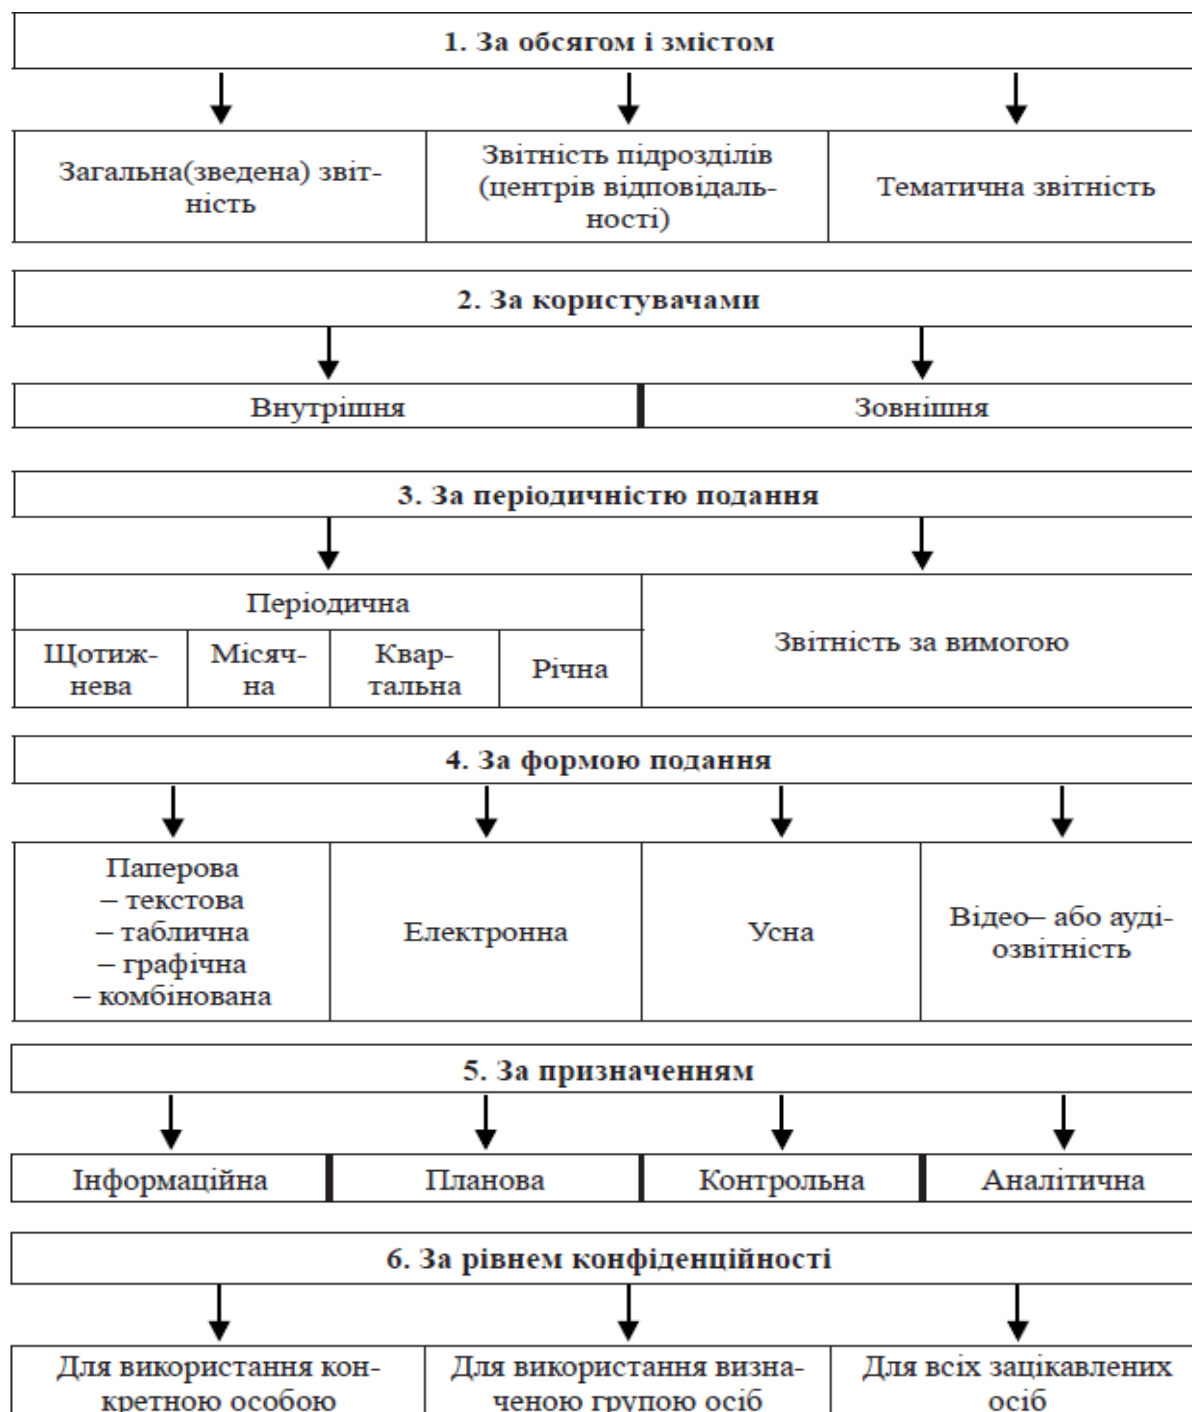 1. За обсягом і змістом
Загальна(зведена) звіт-
ність
Звітність підрозділів
(центрів відповідаль-
ності)
Тематична звітність
2. За користувачами
Внутрішня
Зовнішня
3. За періодичністю подання
Періодична
Щотиж-
нева
Місяч-
на
Квар-
тальна
Річна
Звітність за вимогою
4. За формою подання
Паперова
– текстова
– таблична
– графічна
– комбінована
Електронна
Усна
Відео– або ауді-
озвітність
5. За призначенням
Інформаційна
Планова
Контрольна
Аналітична
6. За рівнем конфіденційності
Для використання кон-
кретною особою
Для використання визна-
ченою групою осіб
Для всіх зацікавлених
осіб